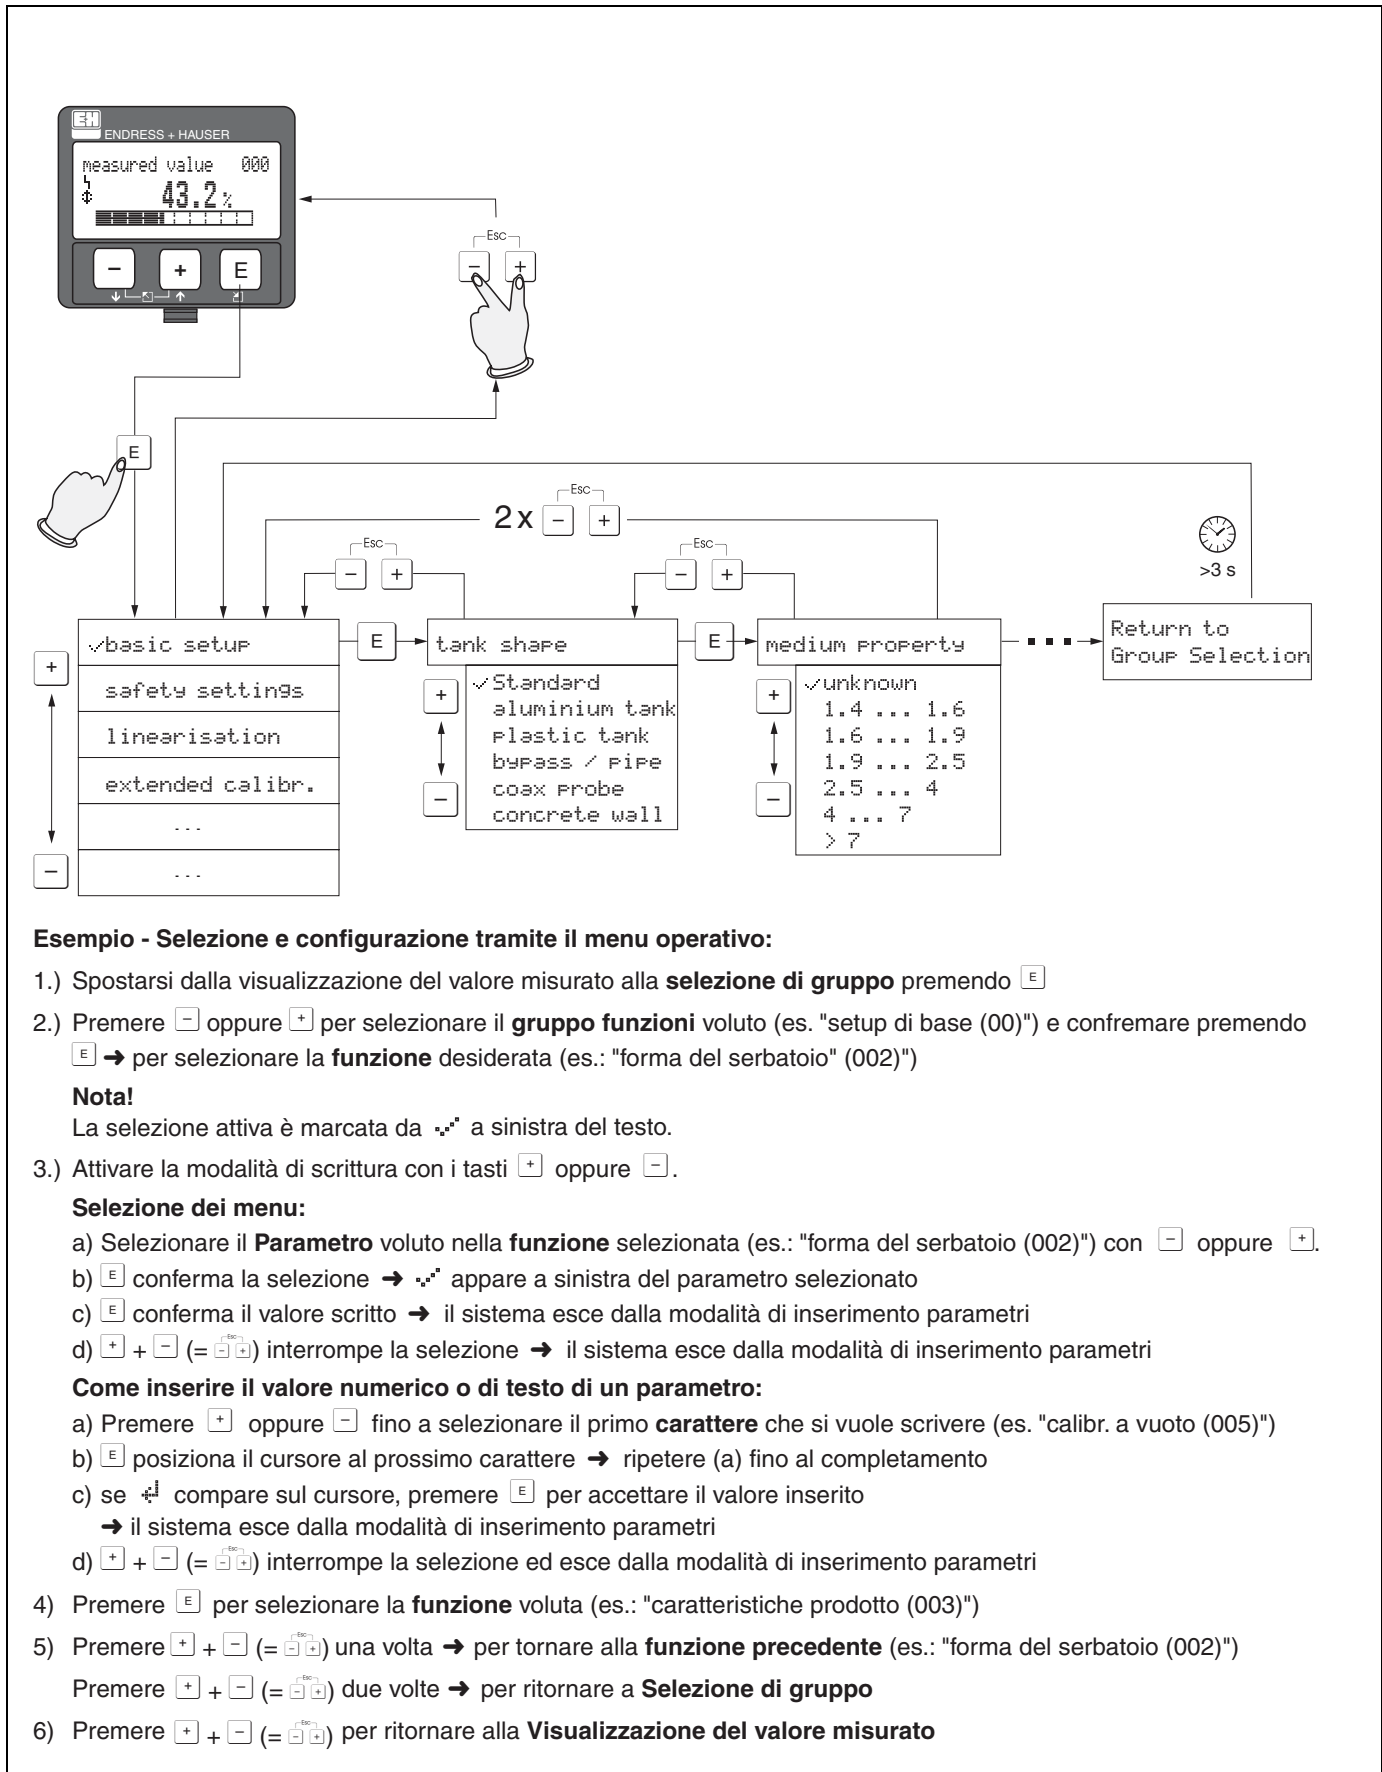 E+H
ENDRESS + HAUSER
measured value 000
43.2 %
– + E
Esc
– +
E
Esc
2 x – +
Esc
– +
Esc
– +
>3 s
✓basic setup
safety settings
linearisation
extended calibr.
...
...
+
–
E
tank shape
✓Standard
aluminium tank
plastic tank
bypass / pipe
coax probe
concrete wall
+
–
E
medium property
✓unknown
1.4 ... 1.6
1.6 ... 1.9
1.9 ... 2.5
2.5 ... 4
4 ... 7
> 7
+
–
Return to
Group Selection
Esempio - Selezione e configurazione tramite il menu operativo:
1.) Spostarsi dalla visualizzazione del valore misurato alla selezione di gruppo premendo E
2.) Premere – oppure + per selezionare il gruppo funzioni voluto (es. "setup di base (00)") e confremare premendo
E ➜ per selezionare la funzione desiderata (es.: "forma del serbatoio" (002)")
Nota!
La selezione attiva è marcata da ✓ a sinistra del testo.
3.) Attivare la modalità di scrittura con i tasti + oppure –.
Selezione dei menu:
a) Selezionare il Parametro voluto nella funzione selezionata (es.: "forma del serbatoio (002)") con – oppure +.
b) E conferma la selezione ➜ ✓ appare a sinistra del parametro selezionato
c) E conferma il valore scritto ➜ il sistema esce dalla modalità di inserimento parametri
d) + + – (= Esc – +) interrompe la selezione ➜ il sistema esce dalla modalità di inserimento parametri
Come inserire il valore numerico o di testo di un parametro:
a) Premere + oppure – fino a selezionare il primo carattere che si vuole scrivere (es. "calibr. a vuoto (005)")
b) E posiziona il cursore al prossimo carattere ➜ ripetere (a) fino al completamento
c) se ↲ compare sul cursore, premere E per accettare il valore inserito
➜ il sistema esce dalla modalità di inserimento parametri
d) + + – (= Esc – +) interrompe la selezione ed esce dalla modalità di inserimento parametri
4) Premere E per selezionare la funzione voluta (es.: "caratteristiche prodotto (003)")
5) Premere + + – (= Esc – +) una volta ➜ per tornare alla funzione precedente (es.: "forma del serbatoio (002)")
Premere + + – (= Esc – +) due volte ➜ per ritornare a Selezione di gruppo
6) Premere + + – (= Esc – +) per ritornare alla Visualizzazione del valore misurato